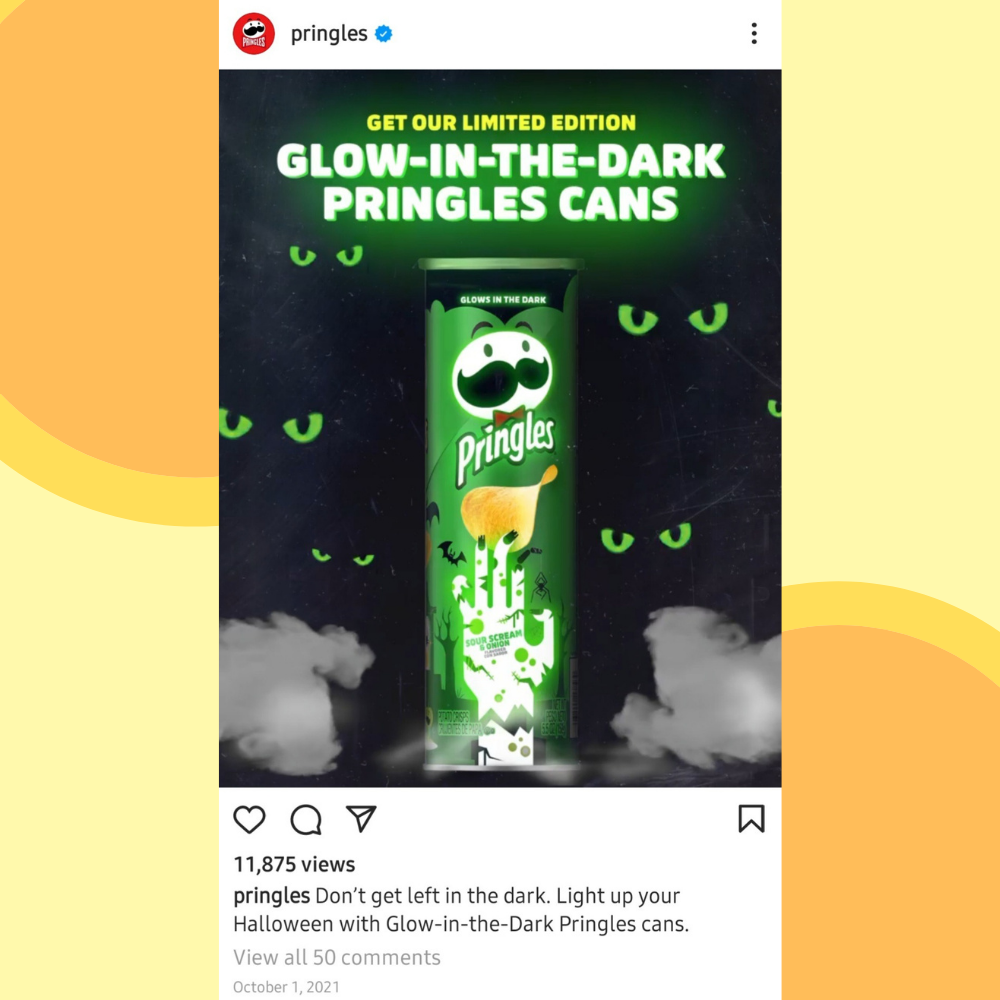 PRINGLES
pringles
GET OUR LIMITED EDITION
GLOW-IN-THE-DARK
PRINGLES CANS
GLOWS IN THE DARK
Pringles
SOUR SCREAM
& ONION
11,875 views
pringles Don’t get left in the dark. Light up your
Halloween with Glow-in-the-Dark Pringles cans.
View all 50 comments
October 1, 2021